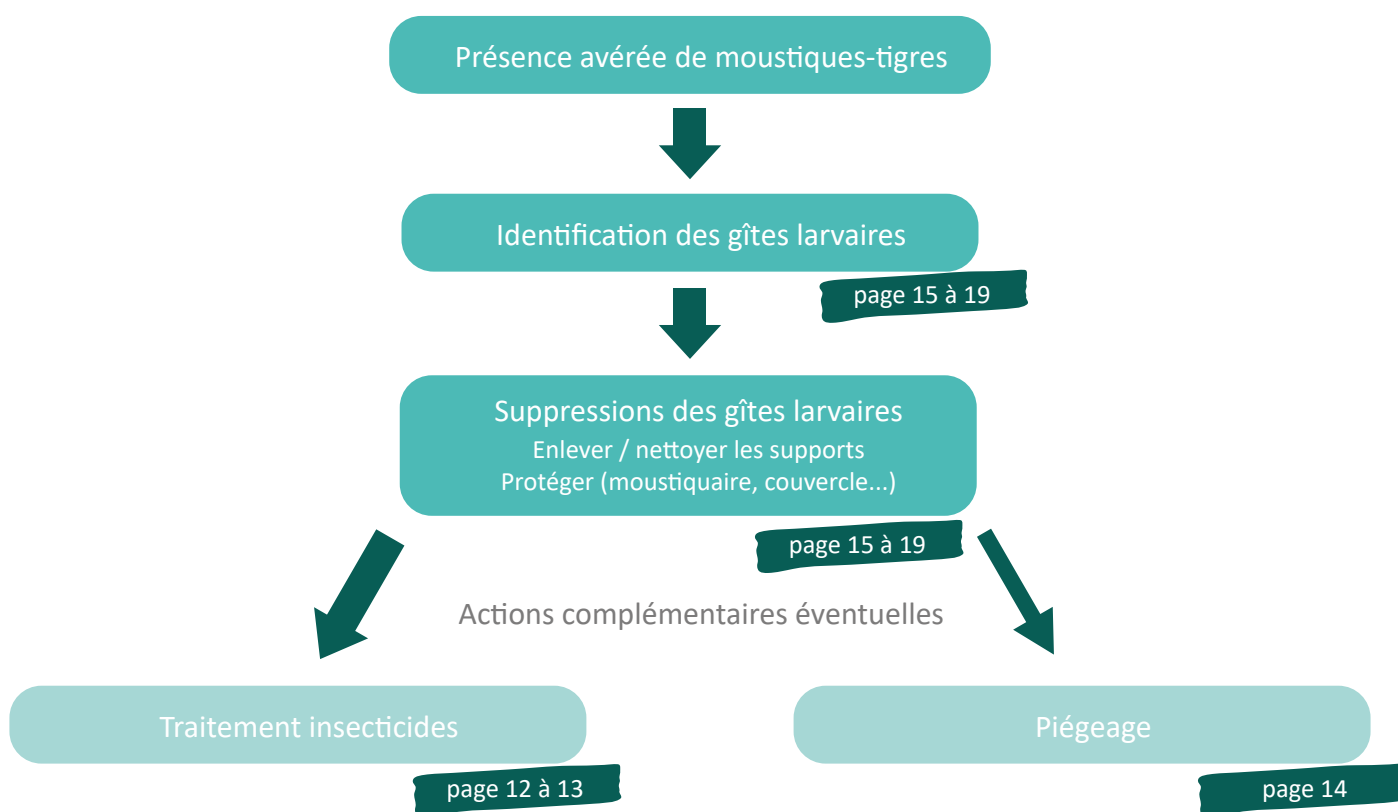 Présence avérée de moustiques-tigres
Identification des gîtes larvaires
page 15 à 19
Suppressions des gîtes larvaires
Enlever / nettoyer les supports
Protéger (moustiquaire, couvercle...)
page 15 à 19
Actions complémentaires éventuelles
Traitement insecticides
page 12 à 13
Piégeage
page 14